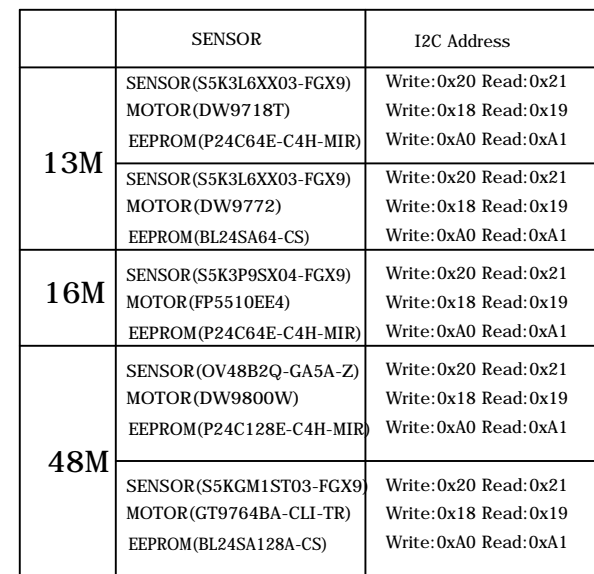 SENSOR I2C Address
13M
SENSOR(S5K3L6XX03-FGX9) Write:0x20 Read:0x21
MOTOR(DW9718T) Write:0x18 Read:0x19
EEPROM(P24C64E-C4H-MIR) Write:0xA0 Read:0xA1
SENSOR(S5K3L6XX03-FGX9) Write:0x20 Read:0x21
MOTOR(DW9772) Write:0x18 Read:0x19
EEPROM(BL24SA64-CS) Write:0xA0 Read:0xA1
16M
SENSOR(S5K3P9SX04-FGX9) Write:0x20 Read:0x21
MOTOR(FP5510EE4) Write:0x18 Read:0x19
EEPROM(P24C64E-C4H-MIR) Write:0xA0 Read:0xA1
48M
SENSOR(OV48B2Q-GA5A-Z) Write:0x20 Read:0x21
MOTOR(DW9800W) Write:0x18 Read:0x19
EEPROM(P24C128E-C4H-MIR) Write:0xA0 Read:0xA1
SENSOR(S5KGM1ST03-FGX9) Write:0x20 Read:0x21
MOTOR(GT9764BA-CLI-TR) Write:0x18 Read:0x19
EEPROM(BL24SA128A-CS) Write:0xA0 Read:0xA1